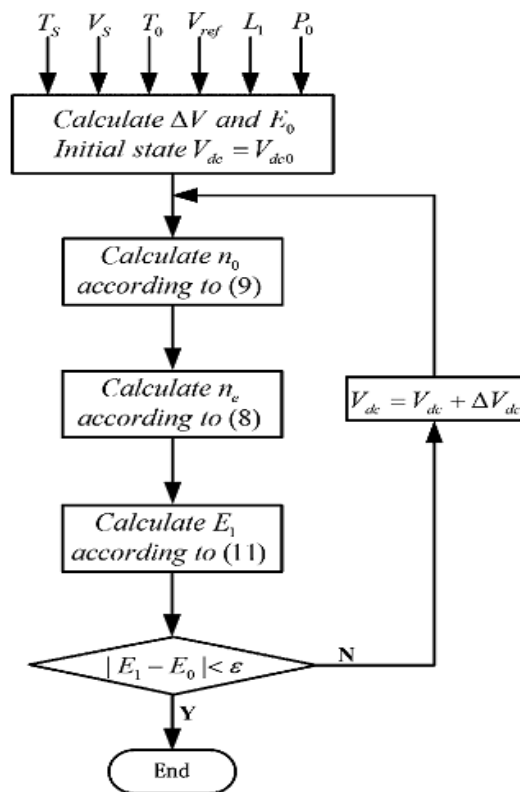 T_S V_S T_0 V_ref L_1 P_0
Calculate ΔV and E_0
Initial state V_dc = V_dc0
Calculate n_0
according to (9)
Calculate n_e
according to (8)
V_dc = V_dc + ΔV_dc
Calculate E_1
according to (11)
| E_1 − E_0 | < ε
N
Y
End